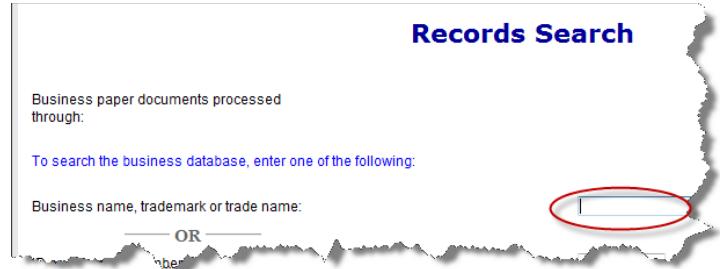 Records Search
Business paper documents processed
through:
To search the business database, enter one of the following:
Business name, trademark or trade name:
OR